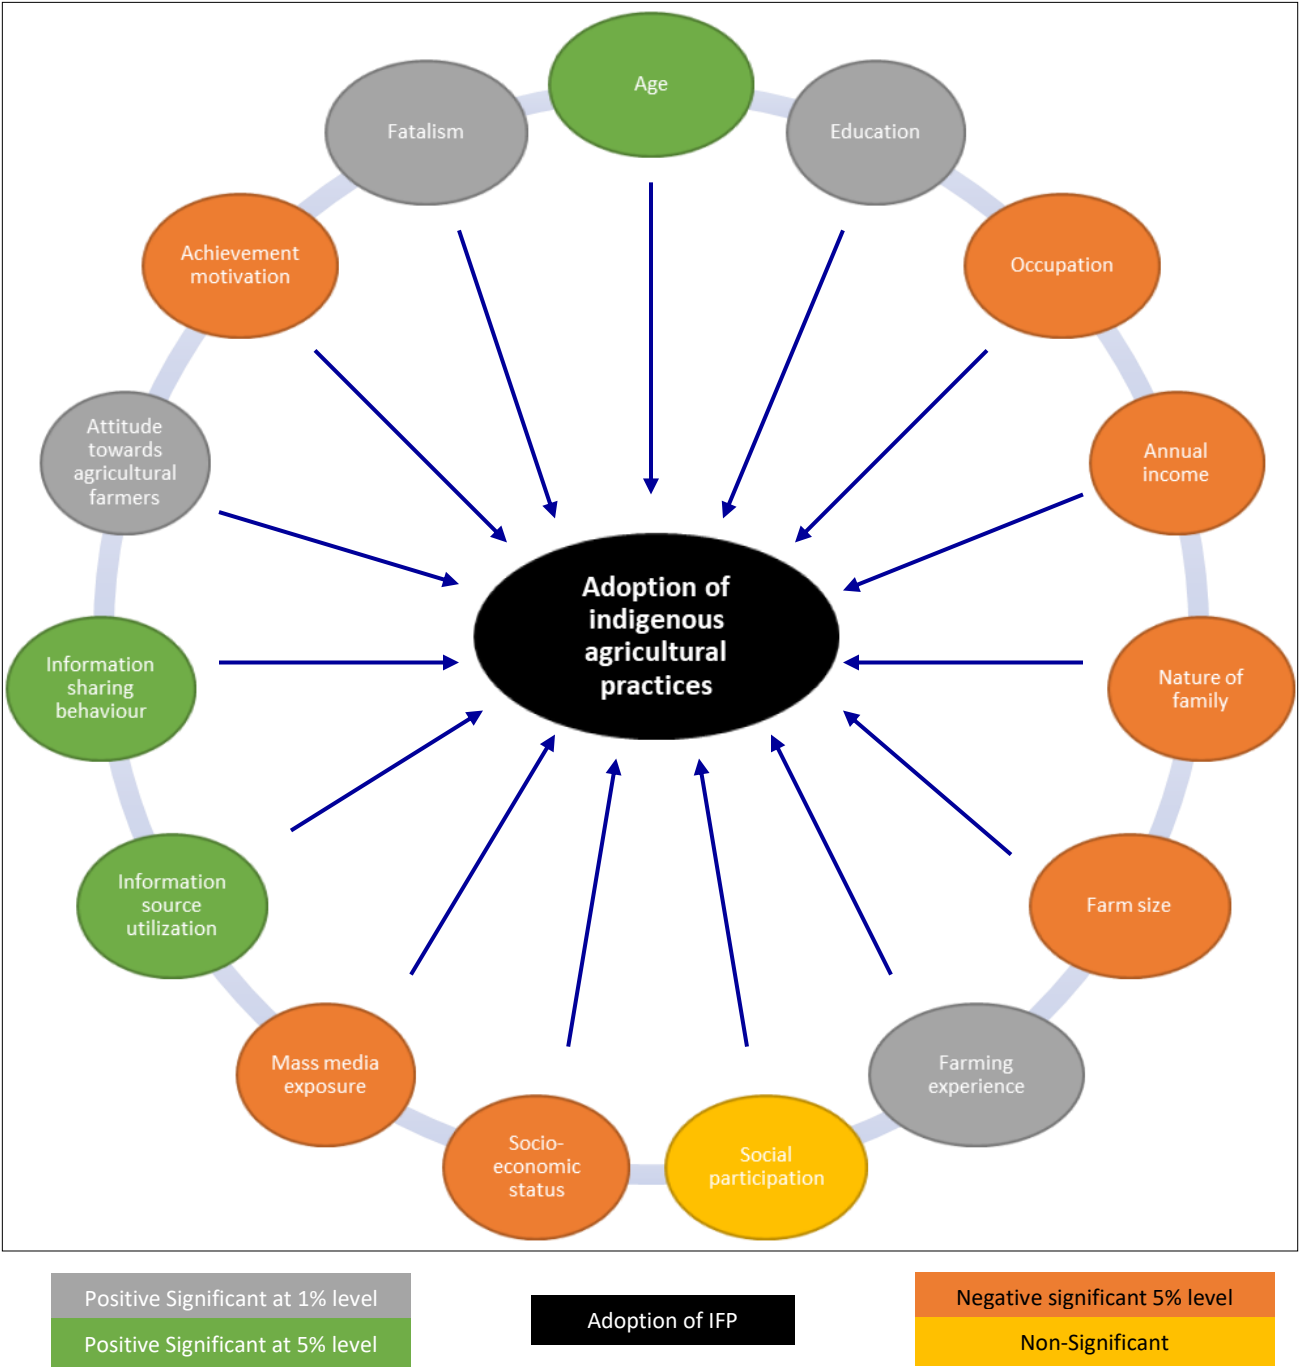 Age
Education
Occupation
Annual
income
Nature of
family
Farm size
Farming
experience
Social
participation
Socio-
economic
status
Mass media
exposure
Information
source
utilization
Information
sharing
behaviour
Attitude
towards
agricultural
farmers
Achievement
motivation
Fatalism
Adoption of
indigenous
agricultural
practices
Positive Significant at 1% level
Positive Significant at 5% level
Adoption of IFP
Negative significant 5% level
Non-Significant